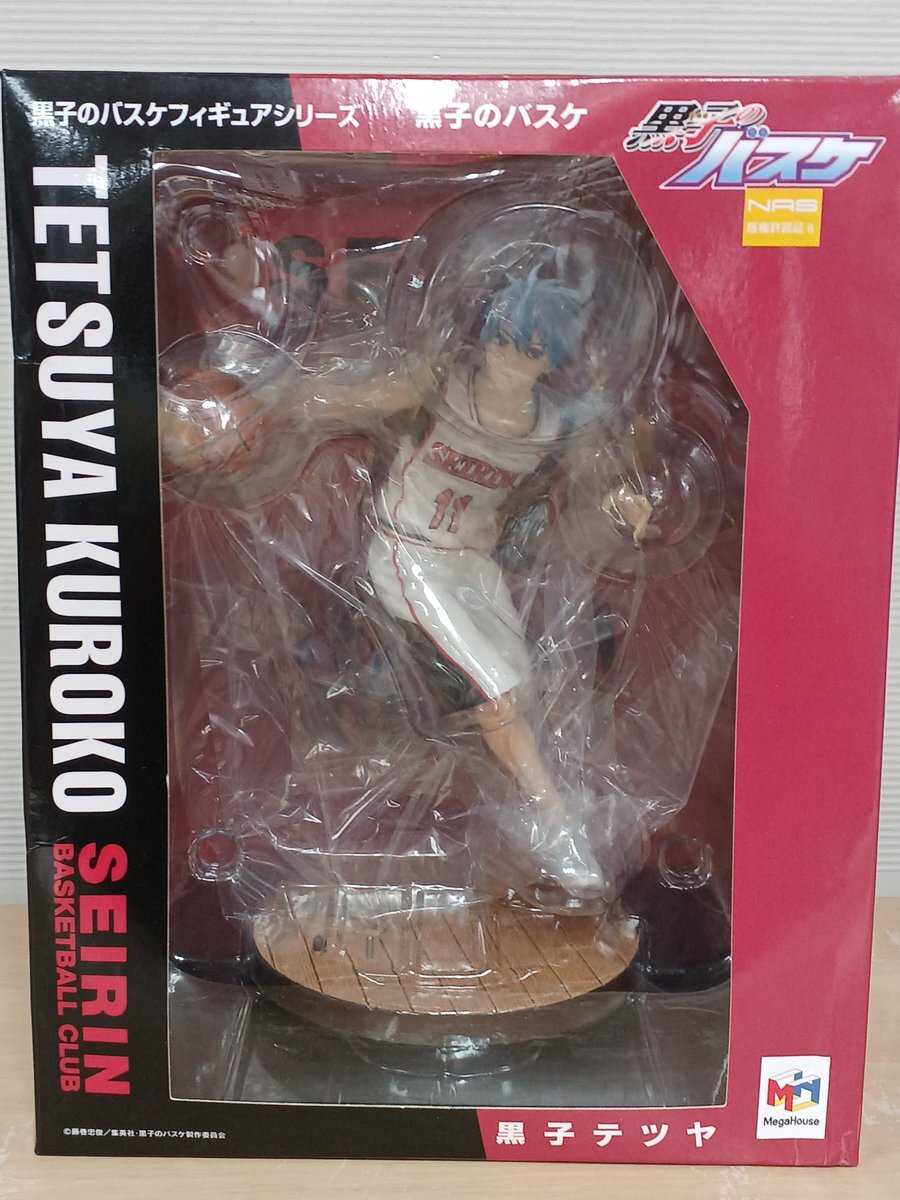 黒子のバスケフィギュアシリーズ
黒子のバスケ
黒子の
バスケ
NAS
版権許諾証 6
TETSUYA KUROKO
SEIRIN
BASKETBALL CLUB
SEIRIN
11
©藤巻忠俊／集英社・黒子のバスケ製作委員会
黒子テツヤ
MegaHouse